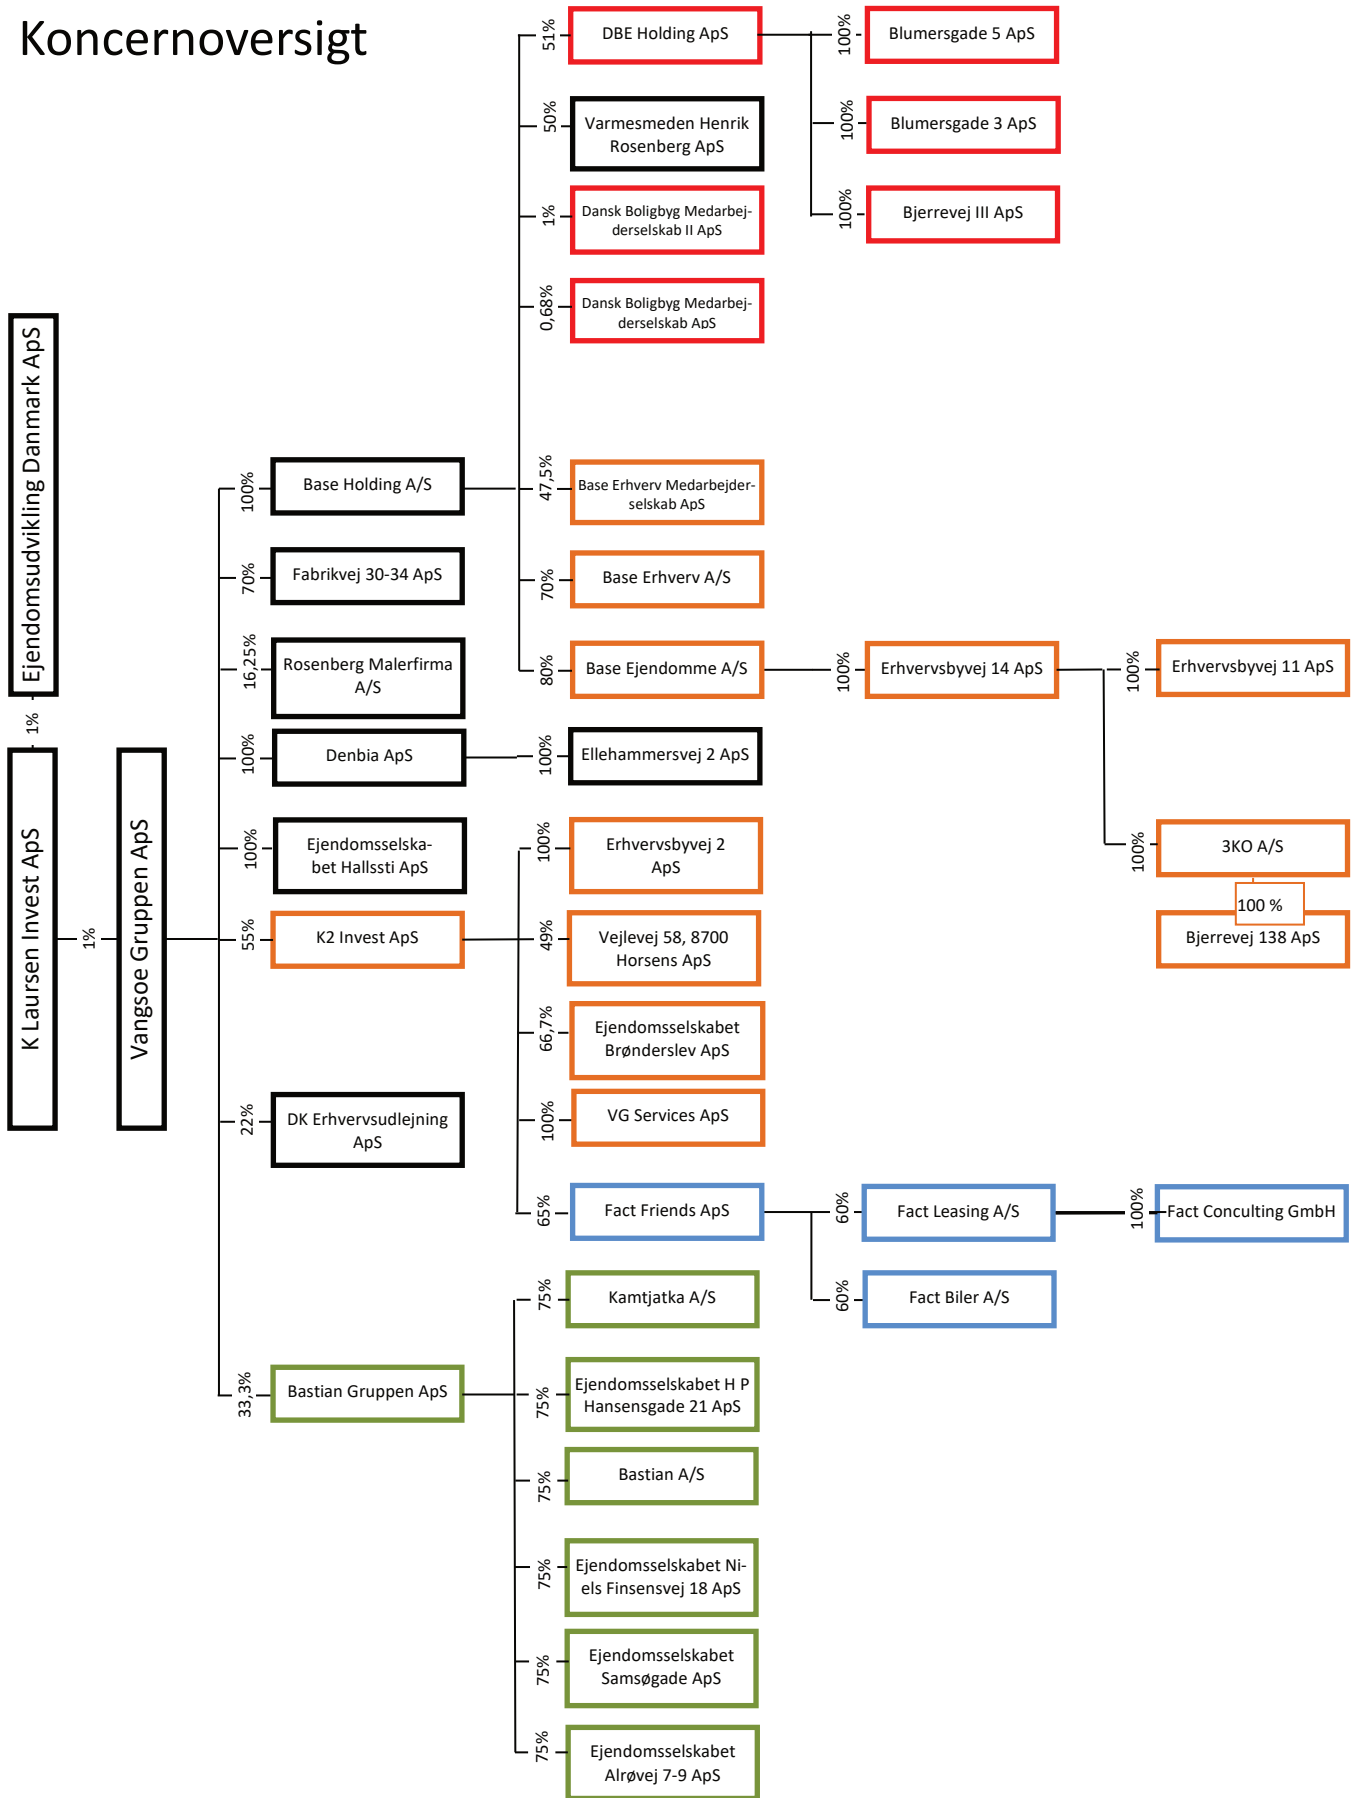 Koncernoversigt
Ejendomsudvikling Danmark ApS
1%
K Laursen Invest ApS
1%
Vangsoe Gruppen ApS
100%
Base Holding A/S
70%
Fabrikvej 30-34 ApS
16,25%
Rosenberg Malerfirma
A/S
100%
Denbia ApS
100%
Ejendomsselska-
bet Hallssti ApS
55%
K2 Invest ApS
22%
DK Erhvervsudlejning
ApS
33,3%
Bastian Gruppen ApS
51%
DBE Holding ApS
50%
Varmesmeden Henrik
Rosenberg ApS
1%
Dansk Boligbyg Medarbej-
derselskab II ApS
0,68%
Dansk Boligbyg Medarbej-
derselskab ApS
47,5%
Base Erhverv Medarbejder-
selskab ApS
70%
Base Erhverv A/S
80%
Base Ejendomme A/S
100%
Ellehammersvej 2 ApS
100%
Erhvervsbyvej 2
ApS
49%
Vejlevej 58, 8700
Horsens ApS
66,7%
Ejendomsselskabet
Brønderslev ApS
100%
VG Services ApS
65%
Fact Friends ApS
75%
Kamtjatka A/S
75%
Ejendomsselskabet H P
Hansensgade 21 ApS
75%
Bastian A/S
75%
Ejendomsselskabet Ni-
els Finsensvej 18 ApS
75%
Ejendomsselskabet
Samsøgade ApS
75%
Ejendomsselskabet
Alrøvej 7-9 ApS
100%
Blumersgade 5 ApS
100%
Blumersgade 3 ApS
100%
Bjerrevej III ApS
100%
Erhvervsbyvej 14 ApS
60%
Fact Leasing A/S
60%
Fact Biler A/S
100%
Erhvervsbyvej 11 ApS
100%
3KO A/S
100 %
Bjerrevej 138 ApS
100%
Fact Conculting GmbH